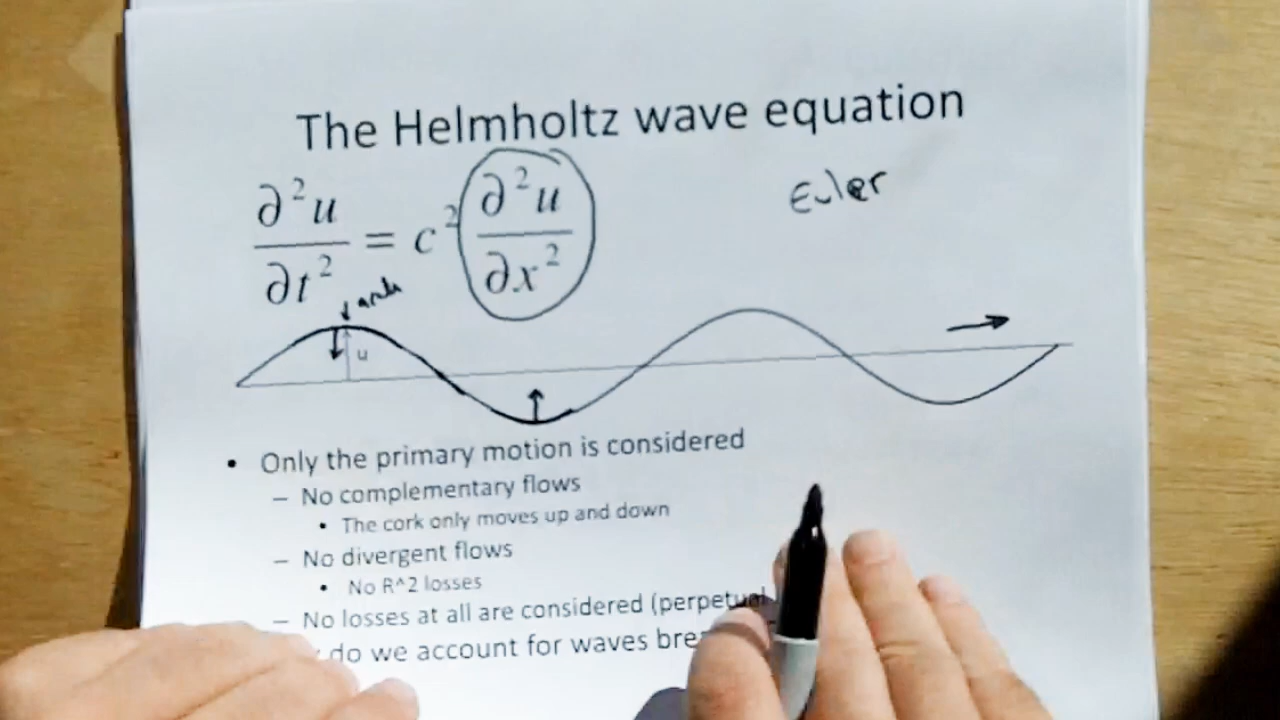 The Helmholtz wave equation
Euler
∂²u/∂t² = c² ∂²u/∂x²
u
• Only the primary motion is considered
– No complementary flows
• The cork only moves up and down
– No divergent flows
• No R^2 losses
– No losses at all are considered (perpetual
do we account for waves